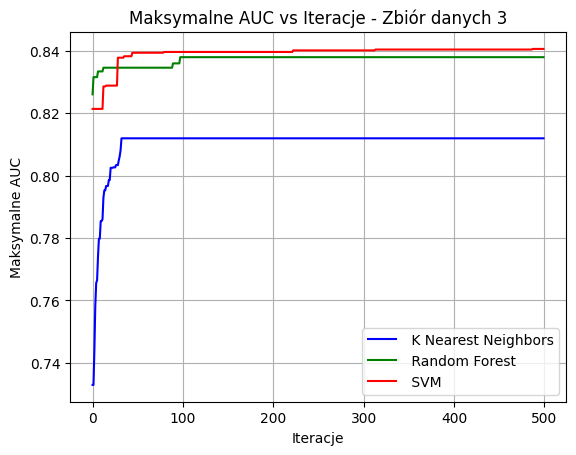 Maksymalne AUC vs Iteracje - Zbiór danych 3
Maksymalne AUC
0.84
0.82
0.80
0.78
0.76
0.74
K Nearest Neighbors
Random Forest
SVM
0
100
200
300
400
500
Iteracje